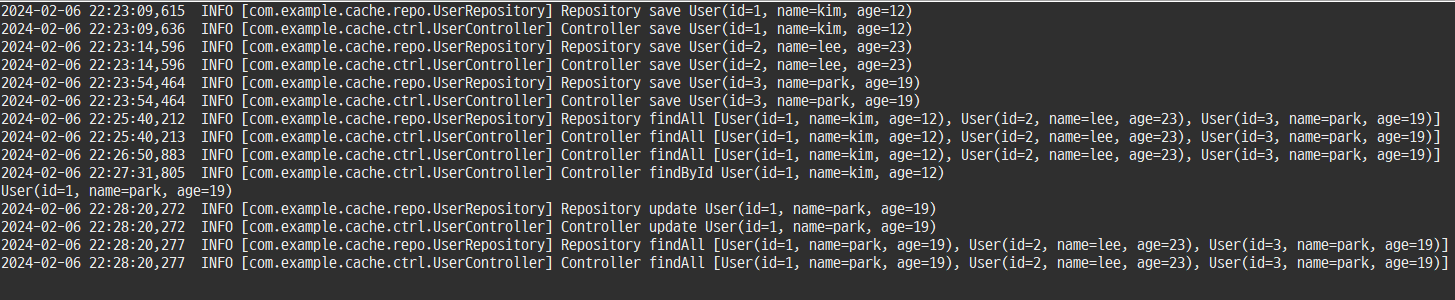 2024-02-06 22:23:09,615  INFO [com.example.cache.repo.UserRepository] Repository save User(id=1, name=kim, age=12)
2024-02-06 22:23:09,636  INFO [com.example.cache.ctrl.UserController] Controller save User(id=1, name=kim, age=12)
2024-02-06 22:23:14,596  INFO [com.example.cache.repo.UserRepository] Repository save User(id=2, name=lee, age=23)
2024-02-06 22:23:14,596  INFO [com.example.cache.ctrl.UserController] Controller save User(id=2, name=lee, age=23)
2024-02-06 22:23:54,464  INFO [com.example.cache.repo.UserRepository] Repository save User(id=3, name=park, age=19)
2024-02-06 22:23:54,464  INFO [com.example.cache.ctrl.UserController] Controller save User(id=3, name=park, age=19)
2024-02-06 22:25:40,212  INFO [com.example.cache.repo.UserRepository] Repository findAll [User(id=1, name=kim, age=12), User(id=2, name=lee, age=23), User(id=3, name=park, age=19)]
2024-02-06 22:25:40,213  INFO [com.example.cache.ctrl.UserController] Controller findAll [User(id=1, name=kim, age=12), User(id=2, name=lee, age=23), User(id=3, name=park, age=19)]
2024-02-06 22:26:50,883  INFO [com.example.cache.ctrl.UserController] Controller findAll [User(id=1, name=kim, age=12), User(id=2, name=lee, age=23), User(id=3, name=park, age=19)]
2024-02-06 22:27:31,805  INFO [com.example.cache.ctrl.UserController] Controller findById User(id=1, name=kim, age=12)
User(id=1, name=park, age=19)
2024-02-06 22:28:20,272  INFO [com.example.cache.repo.UserRepository] Repository update User(id=1, name=park, age=19)
2024-02-06 22:28:20,272  INFO [com.example.cache.ctrl.UserController] Controller update User(id=1, name=park, age=19)
2024-02-06 22:28:20,277  INFO [com.example.cache.repo.UserRepository] Repository findAll [User(id=1, name=park, age=19), User(id=2, name=lee, age=23), User(id=3, name=park, age=19)]
2024-02-06 22:28:20,277  INFO [com.example.cache.ctrl.UserController] Controller findAll [User(id=1, name=park, age=19), User(id=2, name=lee, age=23), User(id=3, name=park, age=19)]